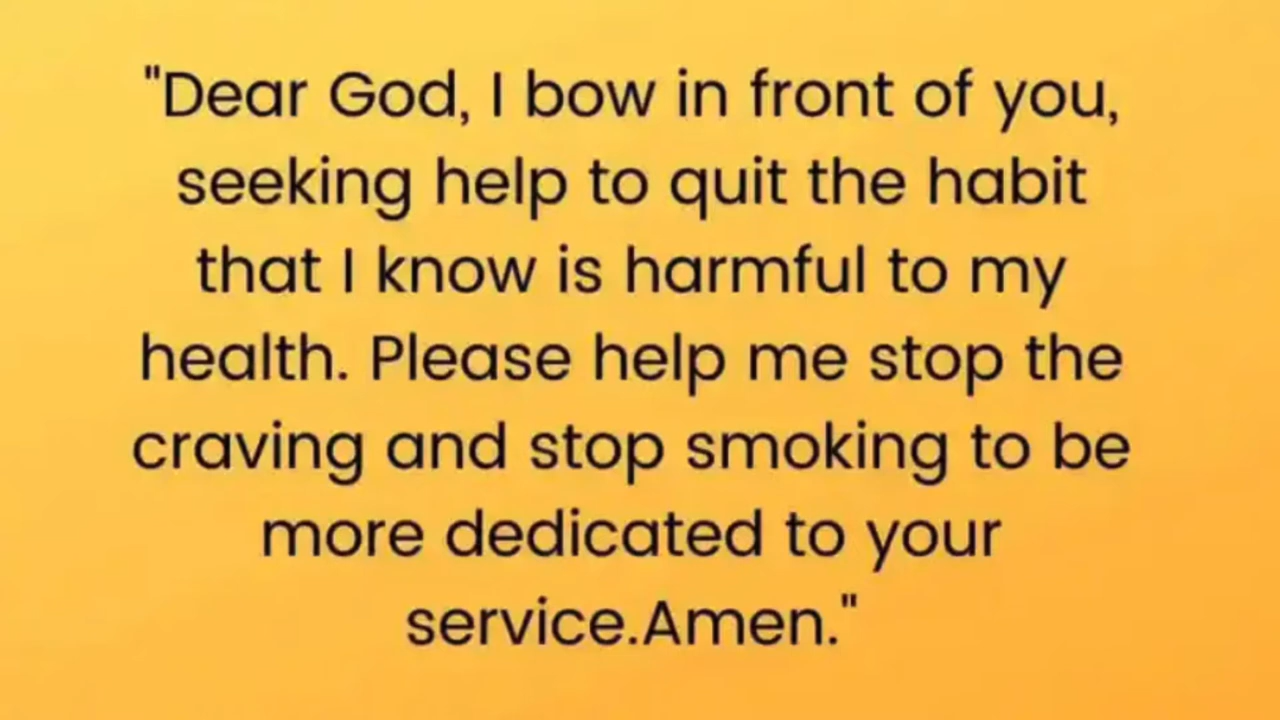 "Dear God, I bow in front of you,
seeking help to quit the habit
that I know is harmful to my
health. Please help me stop the
craving and stop smoking to be
more dedicated to your
service.Amen."